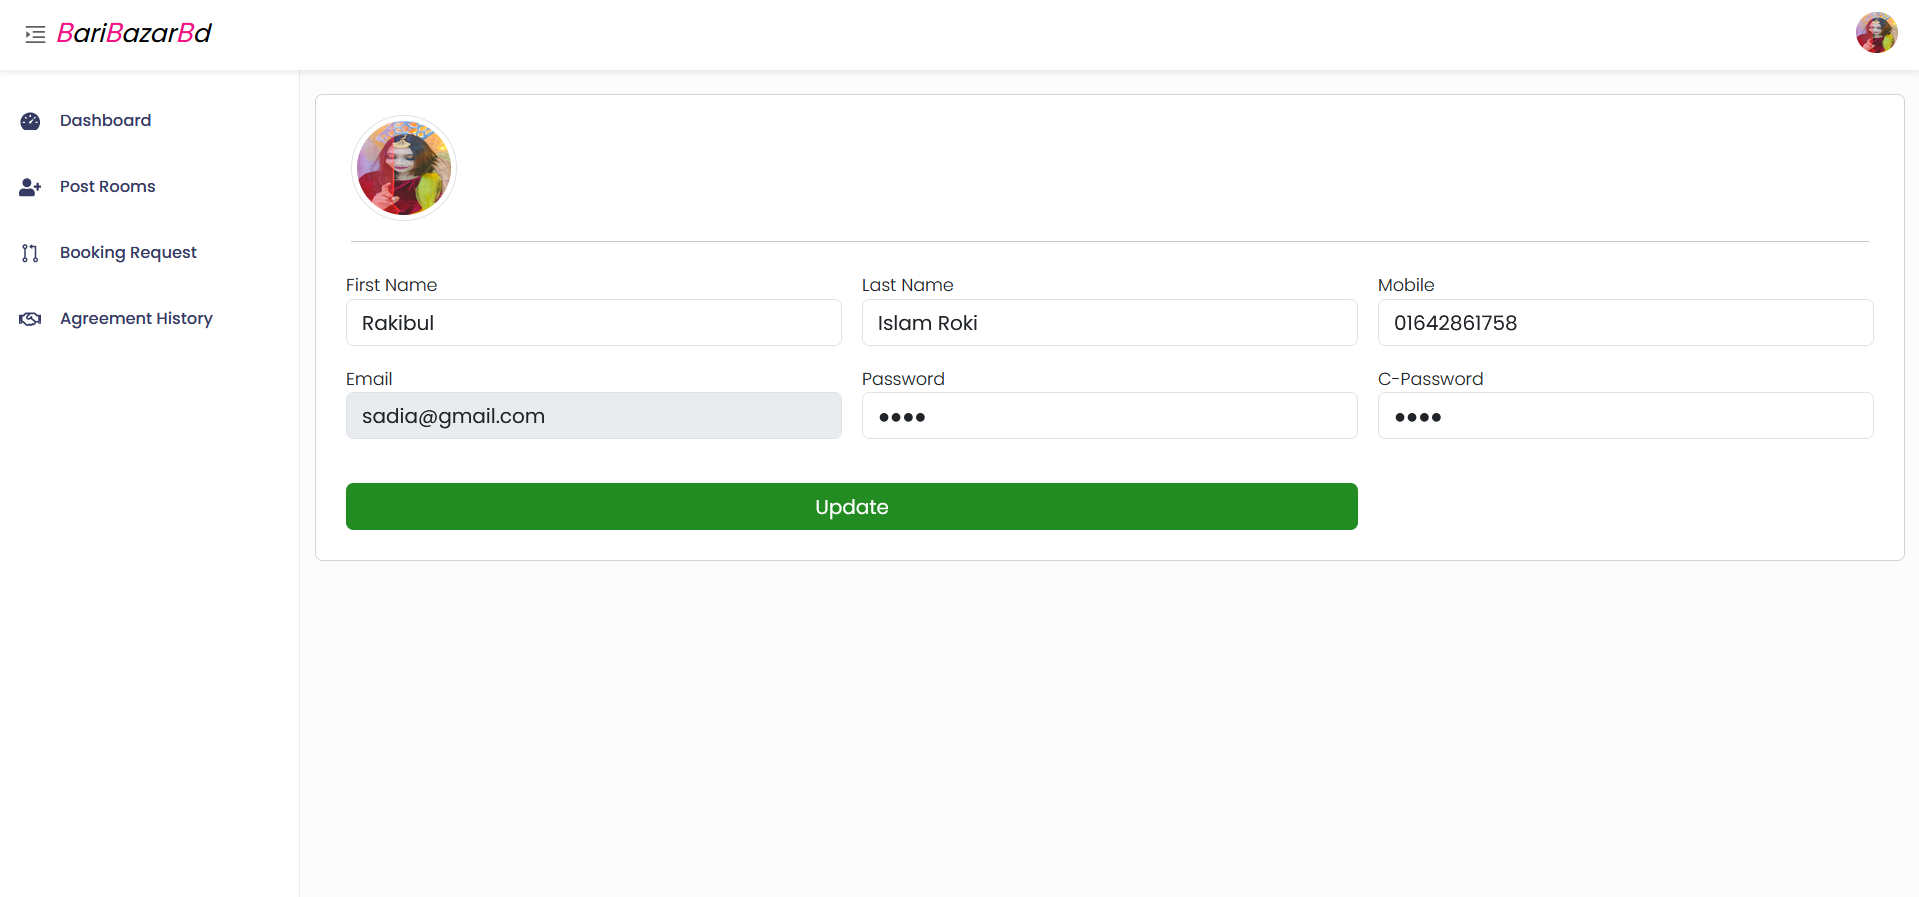 BariBazarBd
Dashboard
Post Rooms
Booking Request
Agreement History
First Name
Last Name
Mobile
Rakibul
Islam Roki
01642861758
Email
Password
C-Password
sadia@gmail.com
••••
••••
Update